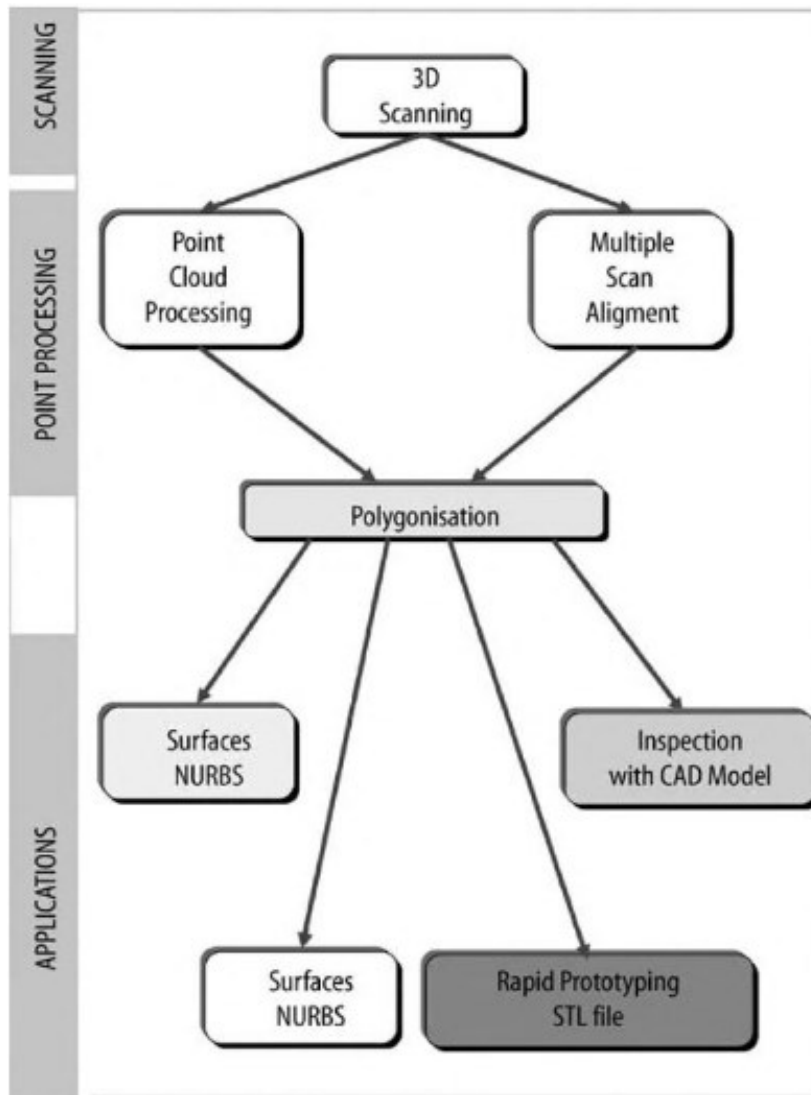 SCANNING
3D
Scanning
POINT PROCESSING
Point
Cloud
Processing
Multiple
Scan
Aligment
Polygonisation
APPLICATIONS
Surfaces
NURBS
Inspection
with CAD Model
Surfaces
NURBS
Rapid Prototyping
STL file